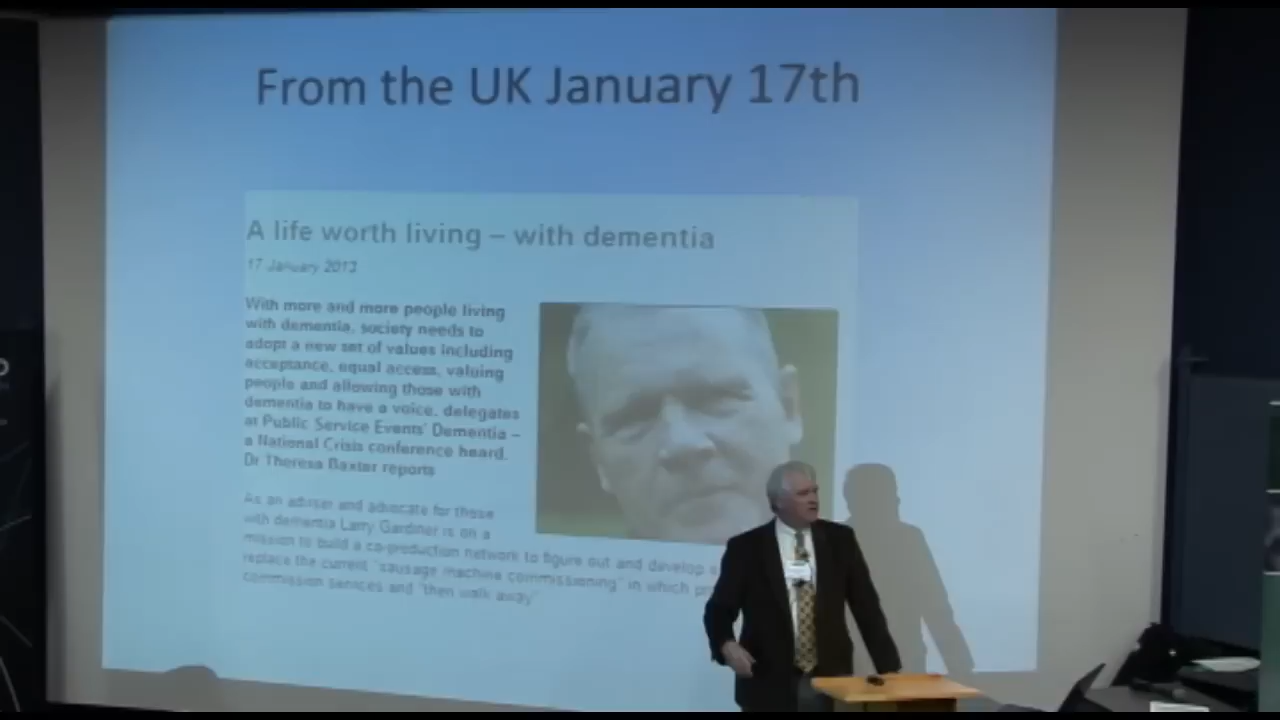 From the UK January 17th
A life worth living – with dementia
17 January 2013
With more and more people living
with dementia, society needs to
adopt a new set of values including
acceptance, equal access, valuing
people and allowing those with
dementia to have a voice, delegates
at Public Service Events' Dementia –
a National Crisis conference heard.
Dr Theresa Baxter reports
As an adviser and advocate for those
with dementia Larry Gardiner is on a
mission to build a co-production network to figure out and develop
replace the current "sausage machine commissioning" in which
commission services and "then walk away"